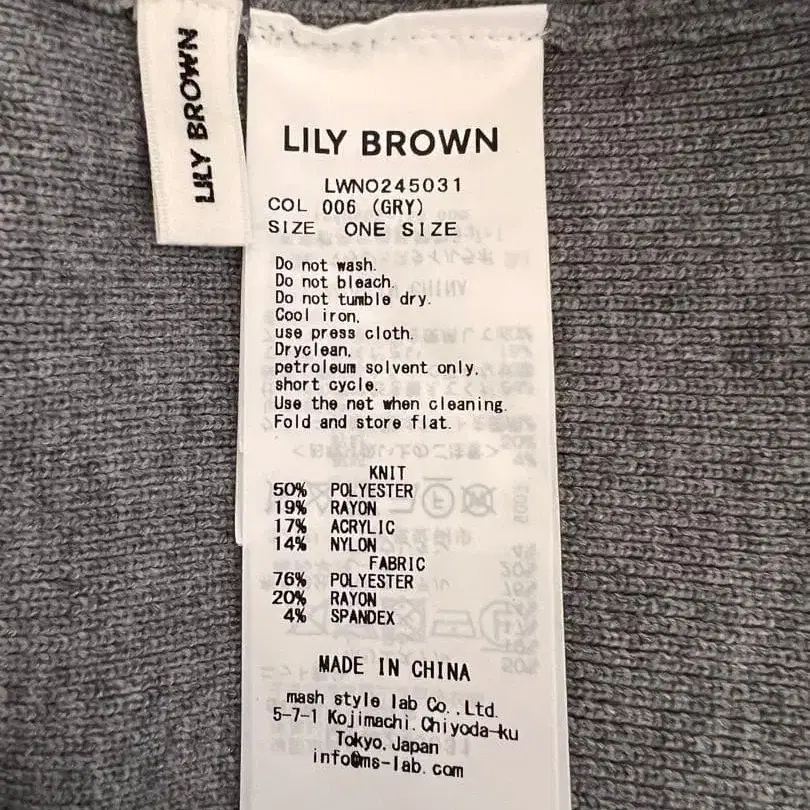 LILY BROWN
LILY BROWN
LWNO245031
COL 006 (GRY)
SIZE ONE SIZE
Do not wash.
Do not bleach.
Do not tumble dry.
Cool iron,
use press cloth.
Dryclean,
petroleum solvent only,
short cycle.
Use the net when cleaning.
Fold and store flat.
KNIT
50% POLYESTER
19% RAYON
17% ACRYLIC
14% NYLON
FABRIC
76% POLYESTER
20% RAYON
4% SPANDEX
MADE IN CHINA
mash style lab Co.,Ltd.
5-7-1 Kojimachi.Chiyoda-ku
Tokyo.Japan
info@ms-lab.com